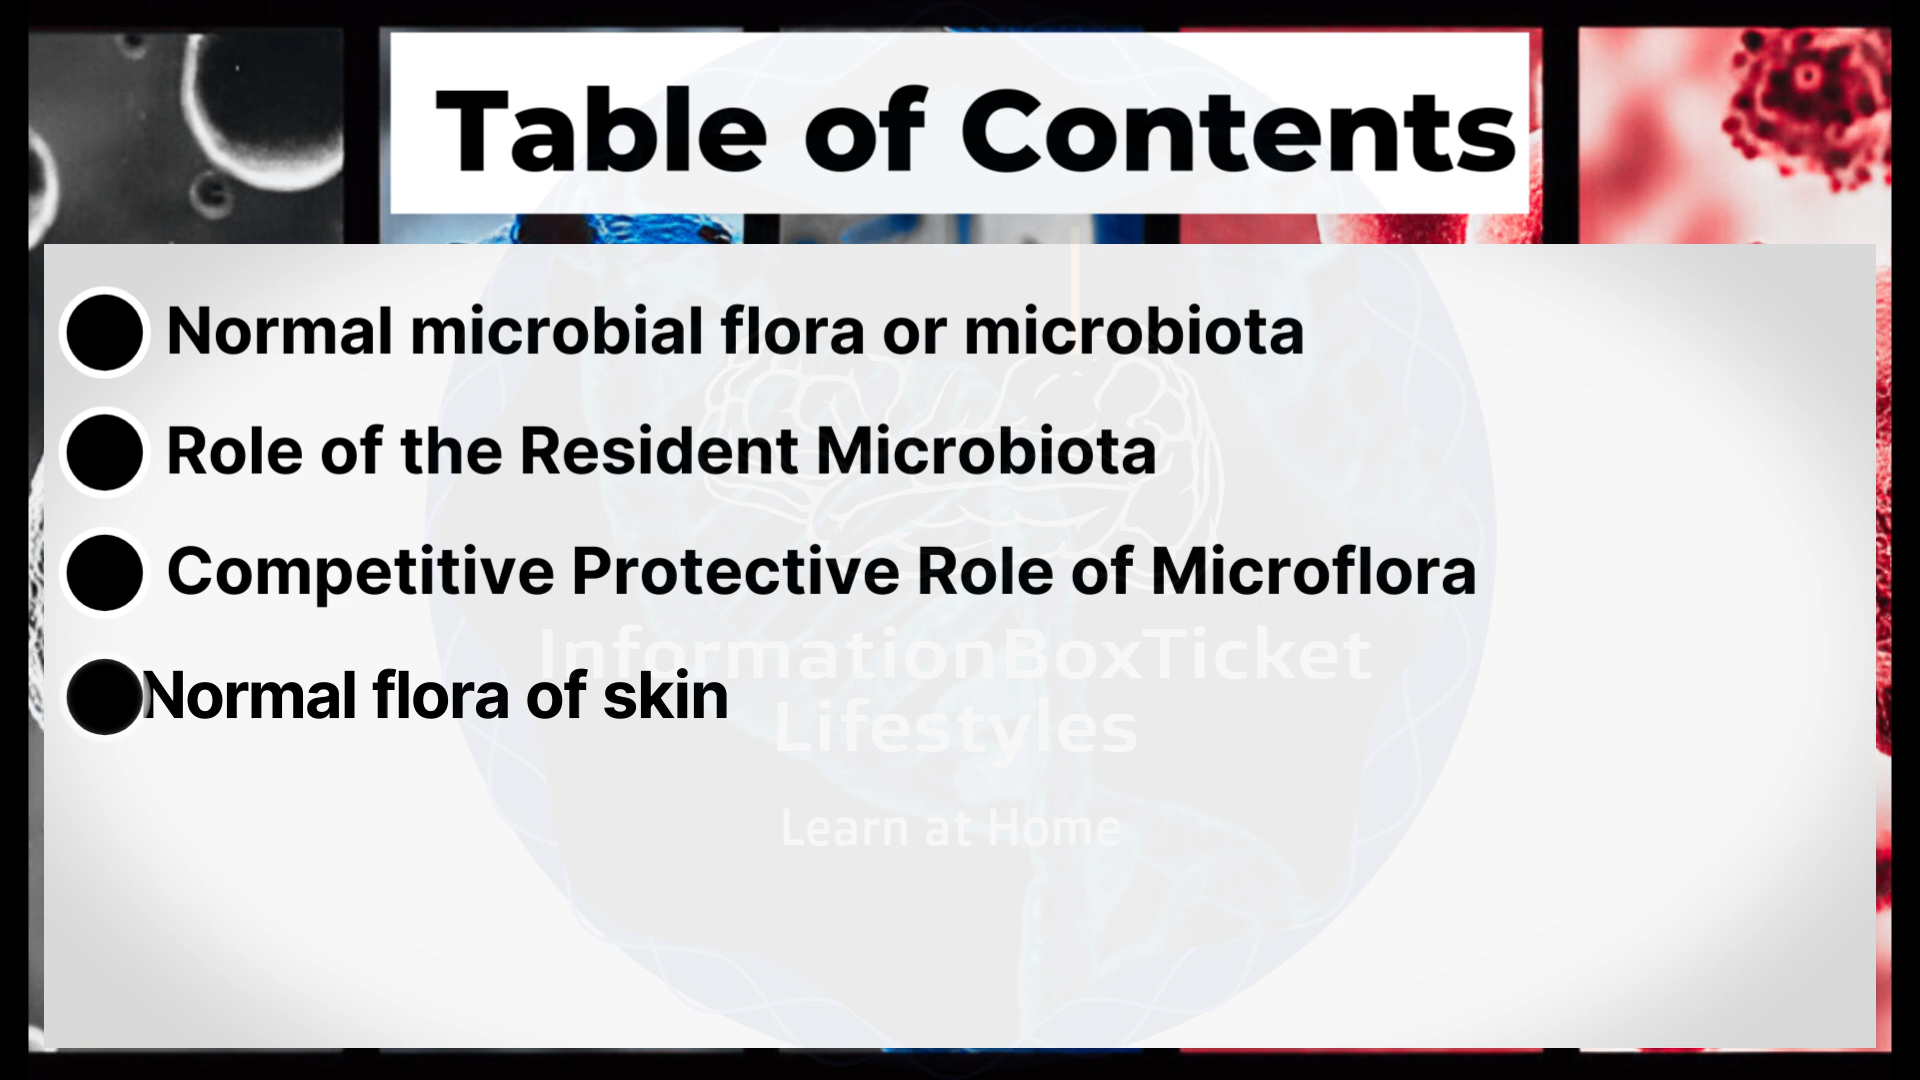 Table of Contents
Normal microbial flora or microbiota
Role of the Resident Microbiota
Competitive Protective Role of Microflora
InformationBoxTicket
Normal flora of skin
Lifestyles
Learn at Home